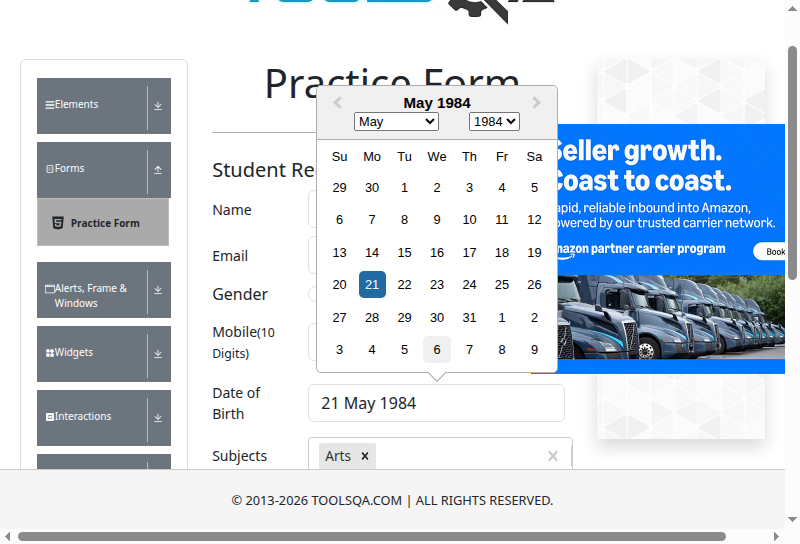 Practice Form
Elements
Forms
Practice Form
Alerts, Frame &
Windows
Widgets
Interactions
Student Re
Name
Email
Gender
Mobile(10
Digits)
Date of
Birth
21 May 1984
Subjects
Arts ×
May 1984
May 1984
Su Mo Tu We Th Fr Sa
29 30 1 2 3 4 5
6 7 8 9 10 11 12
13 14 15 16 17 18 19
20 21 22 23 24 25 26
27 28 29 30 31 1 2
3 4 5 6 7 8 9
Seller growth.
Coast to coast.
apid, reliable inbound into Amazon,
owered by our trusted carrier network.
mazon partner carrier program
Book
© 2013-2026 TOOLSQA.COM | ALL RIGHTS RESERVED.